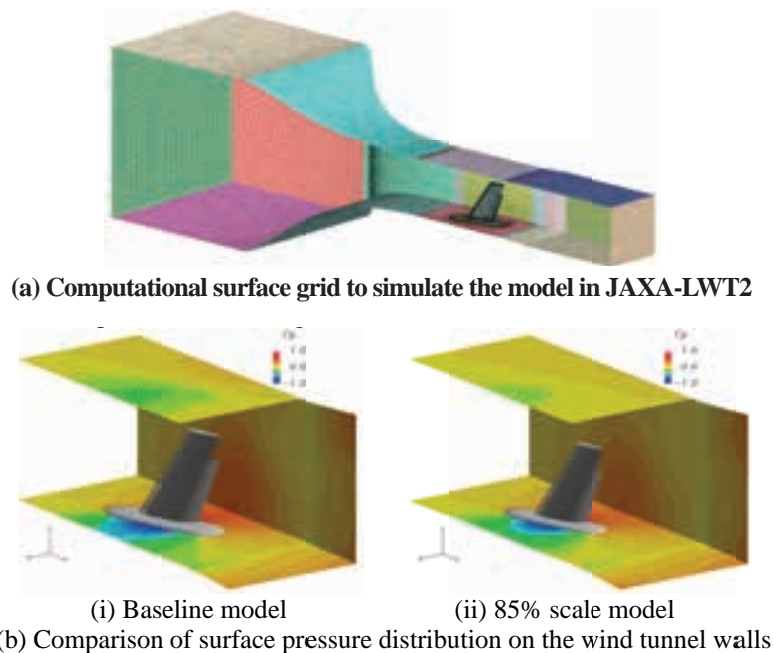 (a) Computational surface grid to simulate the model in JAXA-LWT2
(i) Baseline model
(ii) 85% scale model
(b) Comparison of surface pressure distribution on the wind tunnel walls